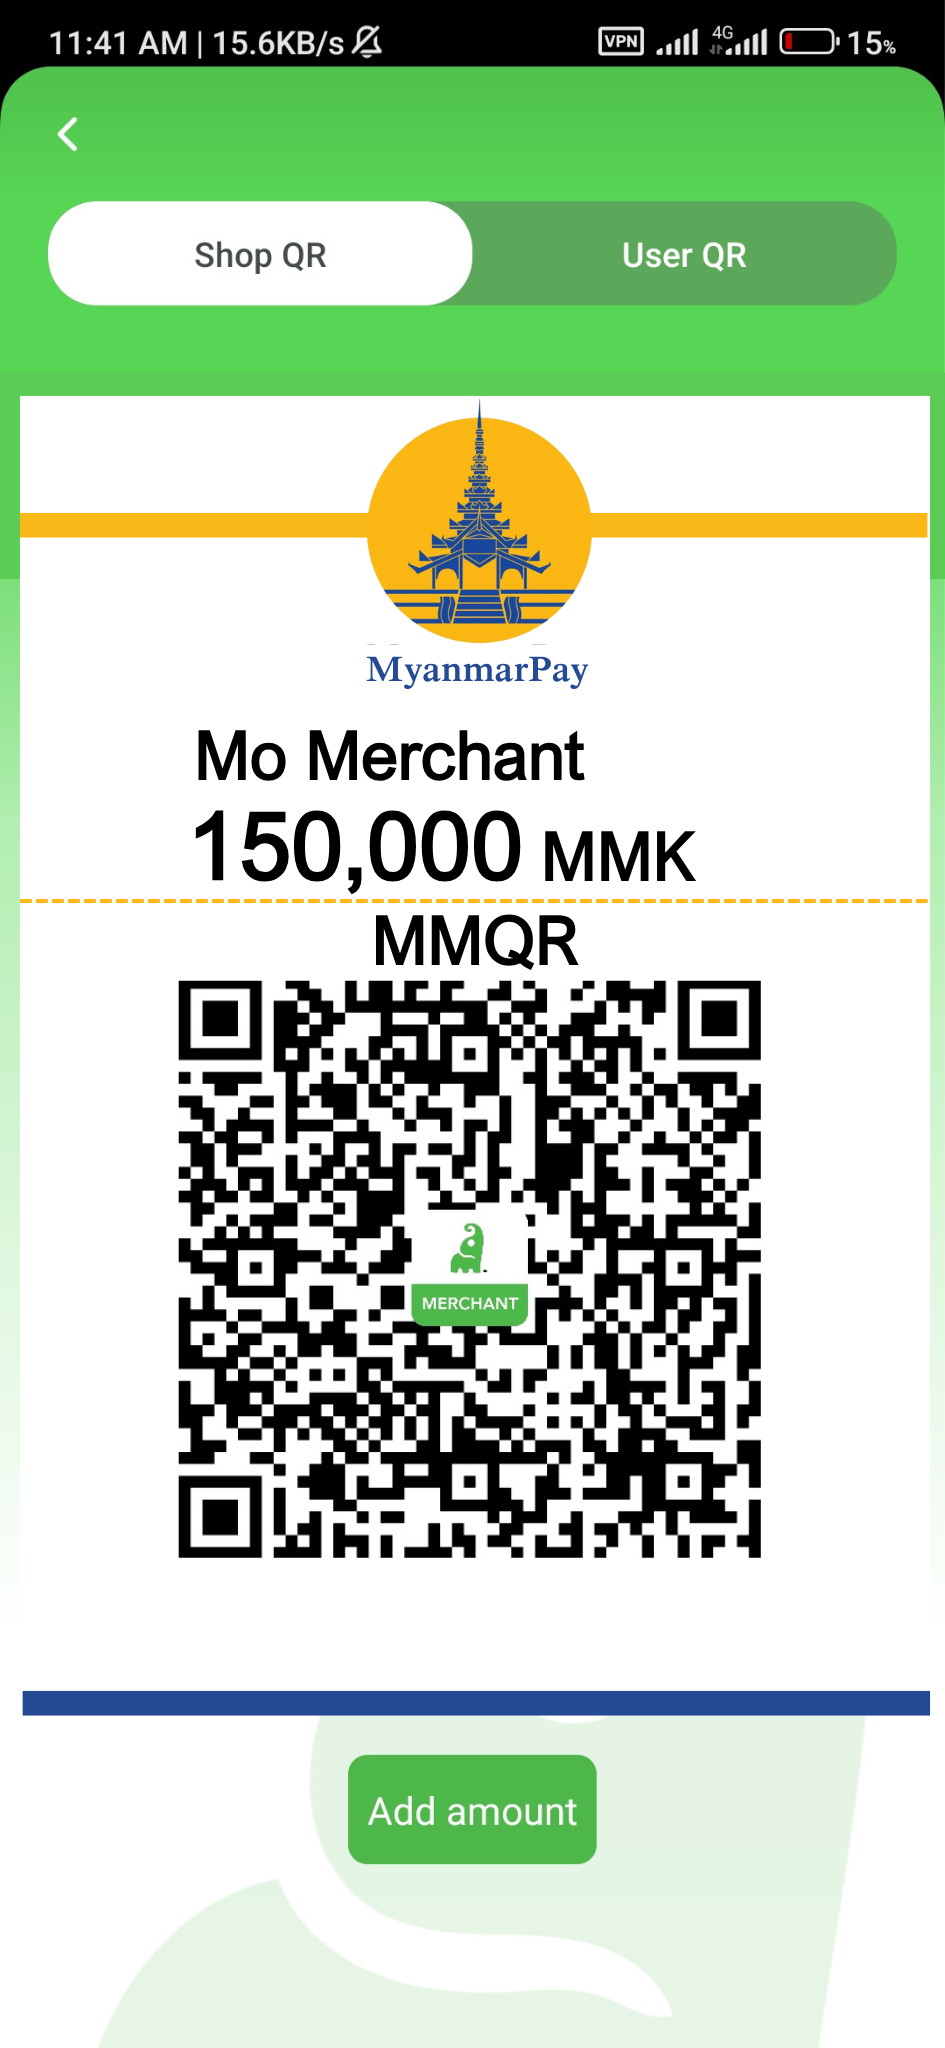 11:41 AM | 15.6KB/s VPN 4G 15%
Shop QR User QR
MyanmarPay
Mo Merchant
150,000 MMK
MMQR
MERCHANT
Add amount